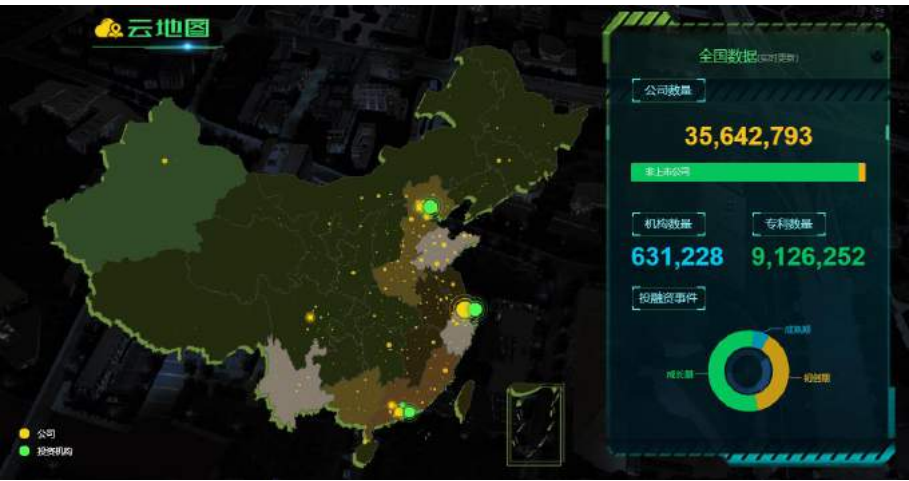 云地图
全国数据(实时更新)
公司数量
35,642,793
非上市公司
机构数量
专利数量
631,228
9,126,252
投融资事件
成熟期
成长期
初创期
公司
投资机构